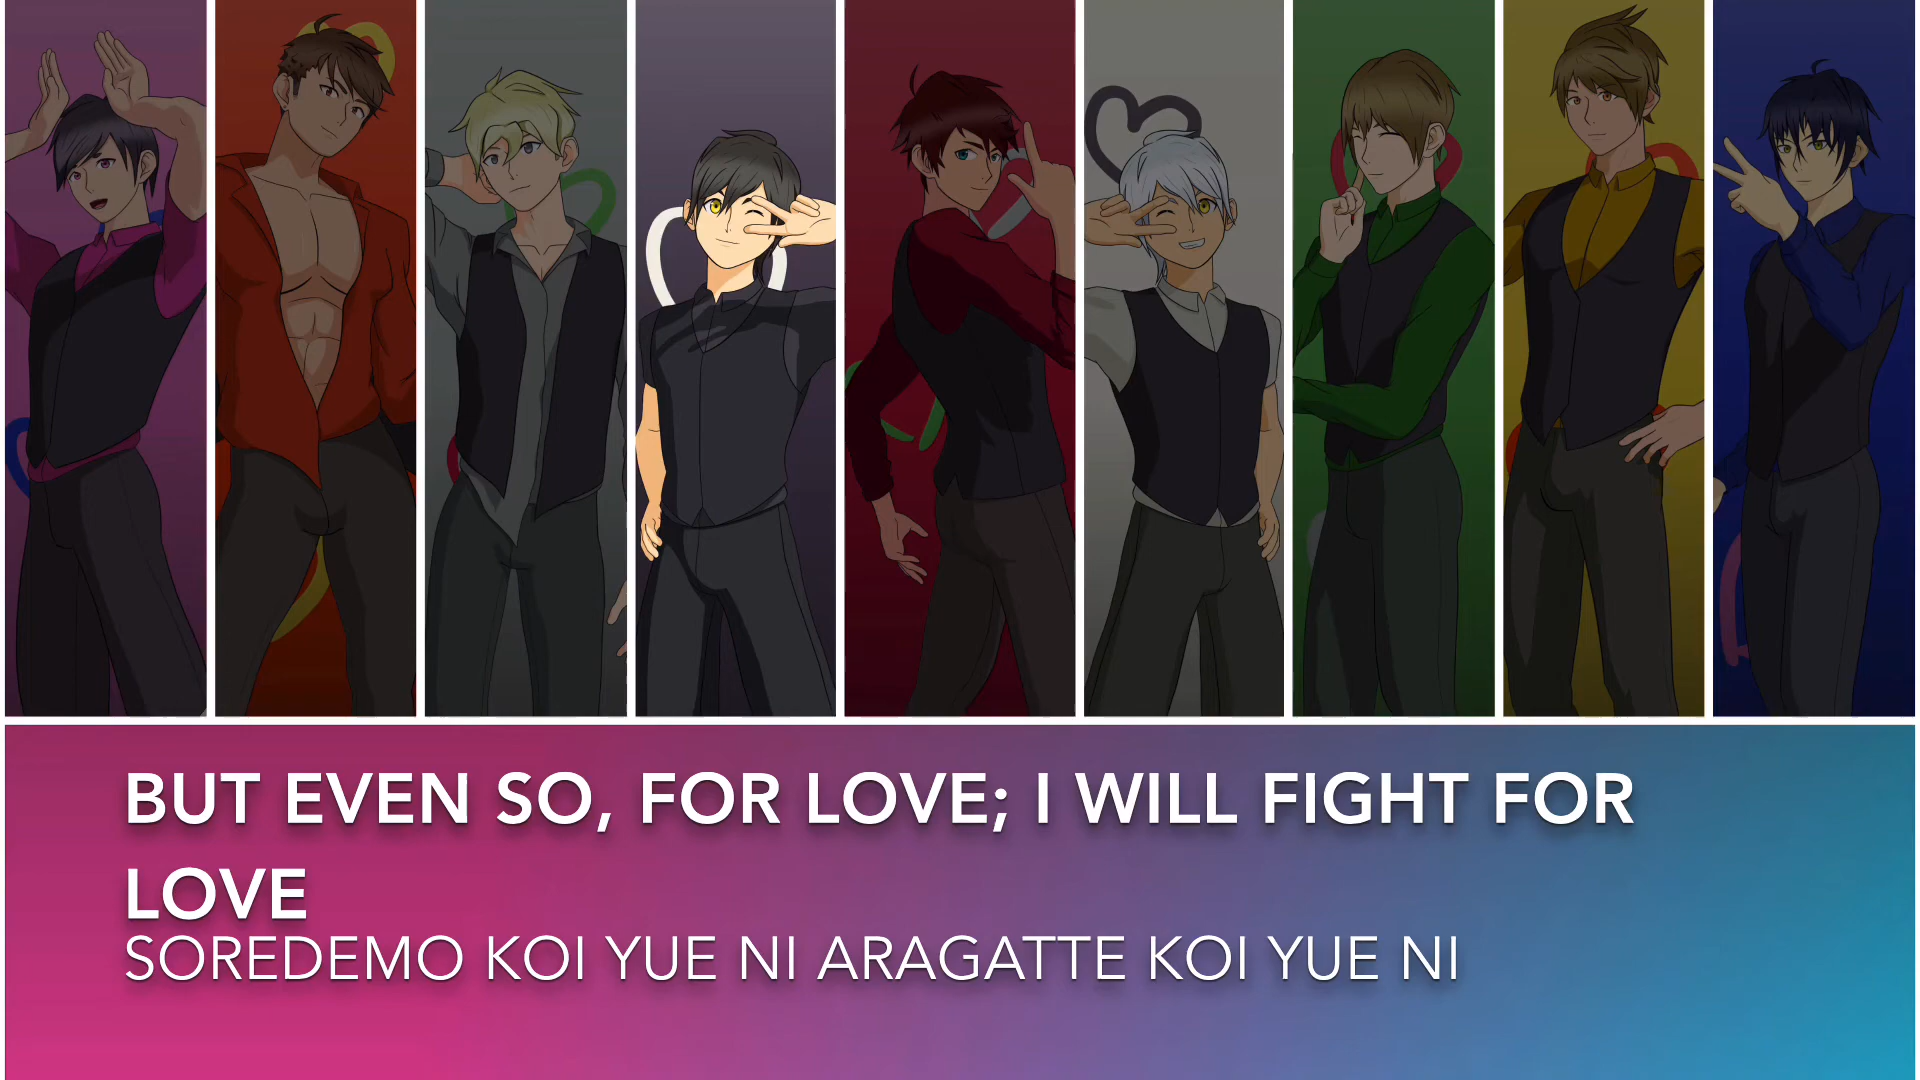 BUT EVEN SO, FOR LOVE; I WILL FIGHT FOR
LOVE
SOREDEMO KOI YUE NI ARAGATTE KOI YUE NI